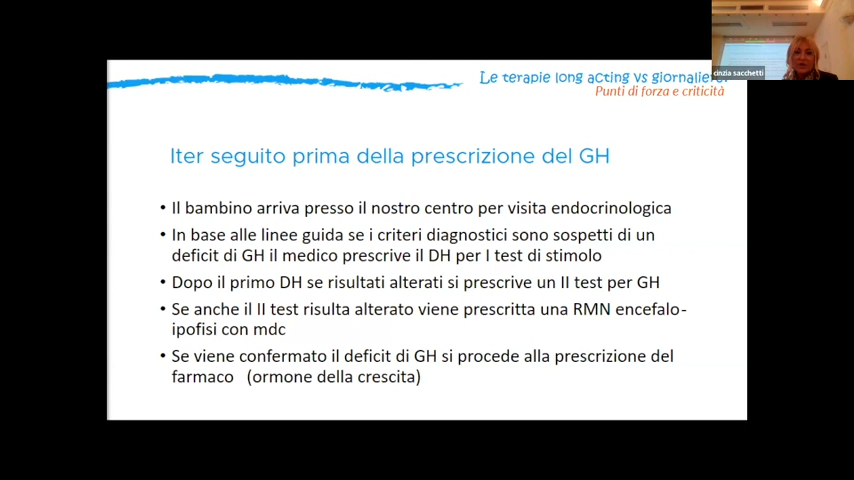 Le terapie long acting vs giornaliere:
Punti di forza e criticità
cinzia sacchetti
Iter seguito prima della prescrizione del GH
• Il bambino arriva presso il nostro centro per visita endocrinologica
• In base alle linee guida se i criteri diagnostici sono sospetti di un
deficit di GH il medico prescrive il DH per I test di stimolo
• Dopo il primo DH se risultati alterati si prescrive un II test per GH
• Se anche il II test risulta alterato viene prescritta una RMN encefalo-
ipofisi con mdc
• Se viene confermato il deficit di GH si procede alla prescrizione del
farmaco (ormone della crescita)